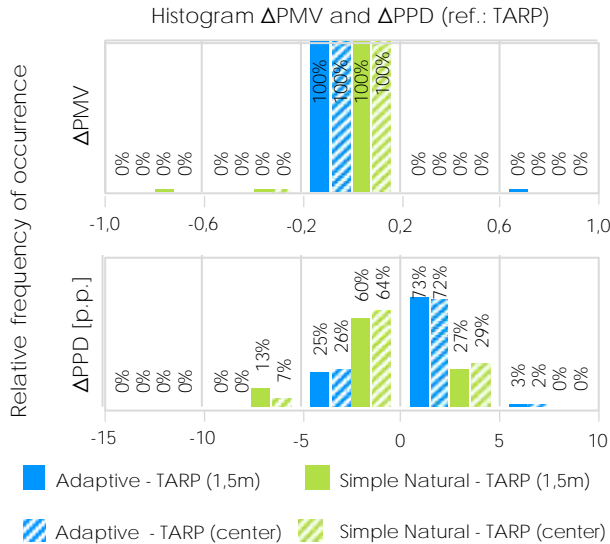 Histogram ΔPMV and ΔPPD (ref.: TARP)
Relative frequency of occurrence
ΔPMV
0% 0% 0% 0% 0% 0% 0% 0% 100% 100% 100% 100% 0% 0% 0% 0% 0% 0% 0% 0%
-1,0 -0,6 -0,2 0,2 0,6 1,0
ΔPPD [p.p.]
0% 0% 0% 0% 0% 0% 13% 7% 25% 26% 60% 64% 73% 72% 27% 29% 3% 2% 0% 0%
-15 -10 -5 0 5 10
Adaptive - TARP (1,5m) Simple Natural - TARP (1,5m)
Adaptive - TARP (center) Simple Natural - TARP (center)